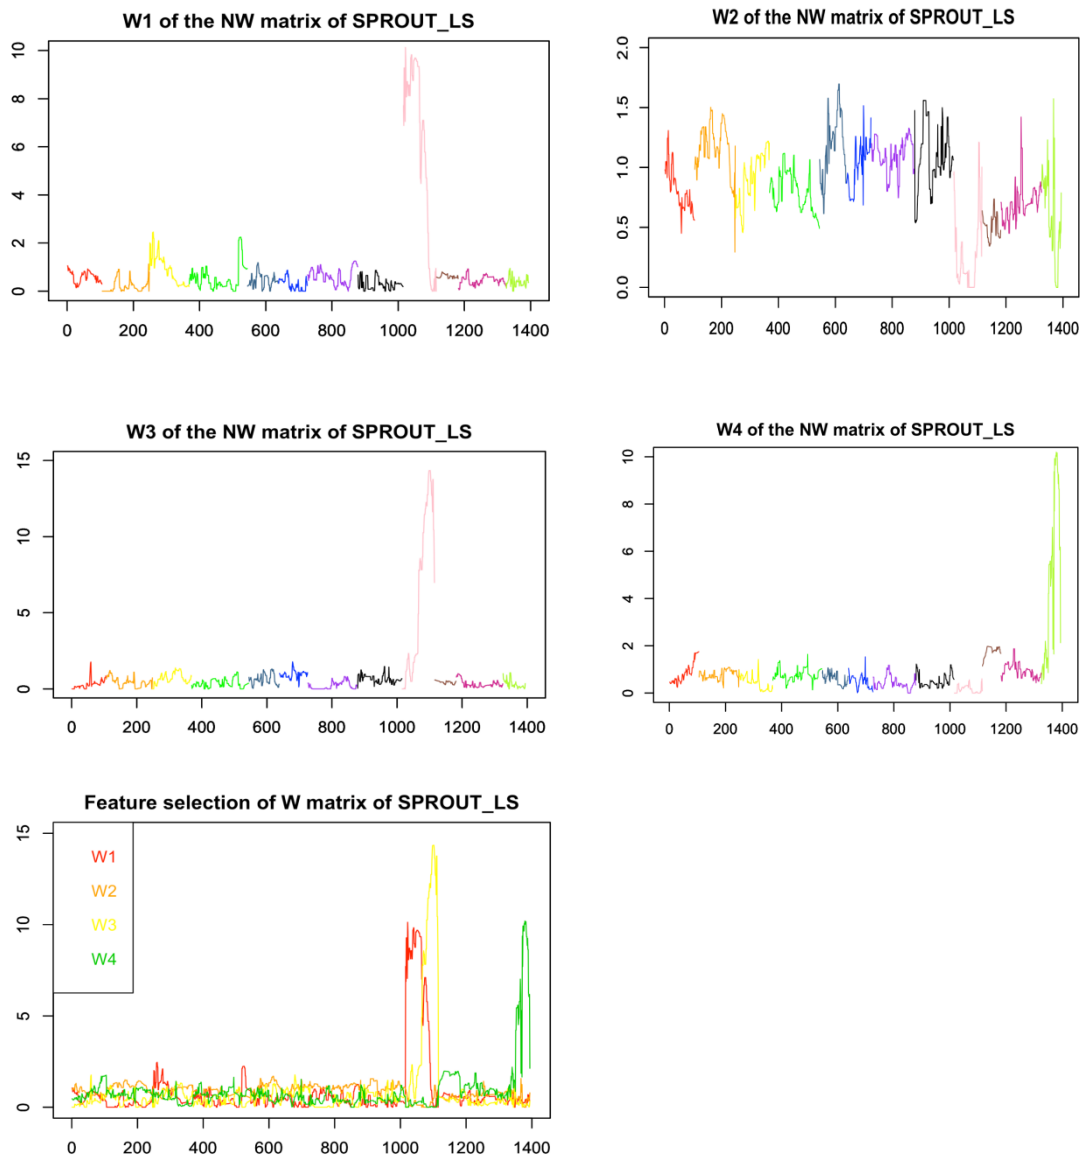 W1 of the NW matrix of SPROUT_LS
10
8
6
4
2
0
0 200 400 600 800 1000 1200 1400
W2 of the NW matrix of SPROUT_LS
2.0
1.5
1.0
0.5
0.0
0 200 400 600 800 1000 1200 1400
W3 of the NW matrix of SPROUT_LS
15
10
5
0
0 200 400 600 800 1000 1200 1400
W4 of the NW matrix of SPROUT_LS
10
8
6
4
2
0
0 200 400 600 800 1000 1200 1400
Feature selection of W matrix of SPROUT_LS
15
10
5
0
W1
W2
W3
W4
0 200 400 600 800 1000 1200 1400